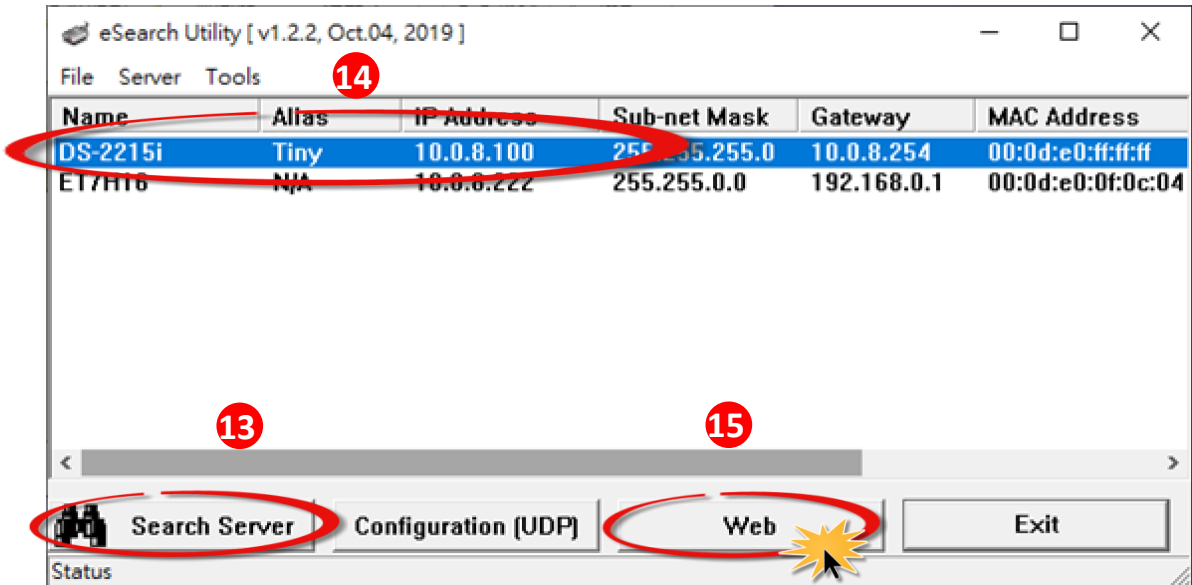 eSearch Utility [ v1.2.2, Oct.04, 2019 ]
File Server Tools
14
Name Alias IP Address Sub-net Mask Gateway MAC Address
DS-2215i Tiny 10.0.8.100 255.255.255.0 10.0.8.254 00:0d:e0:ff:ff:ff
ET7H16 N/A 10.0.8.222 255.255.0.0 192.168.0.1 00:0d:e0:0f:0c:04
13
15
Search Server Configuration (UDP) Web Exit
Status